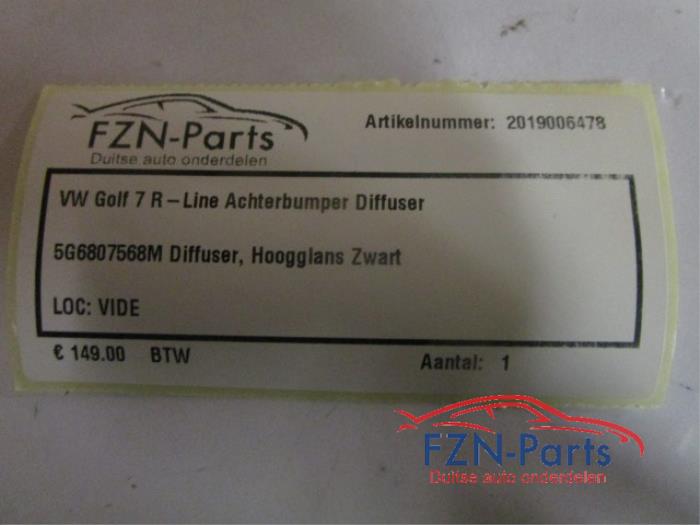 FZN-Parts
Duitse auto onderdelen
Artikelnummer: 2019006478
VW Golf 7 R-Line Achterbumper Diffuser
5G6807568M Diffuser, Hoogglans Zwart
LOC: VIDE
€ 149.00 BTW
Aantal: 1
FZN-Parts
Duitse auto onderdelen